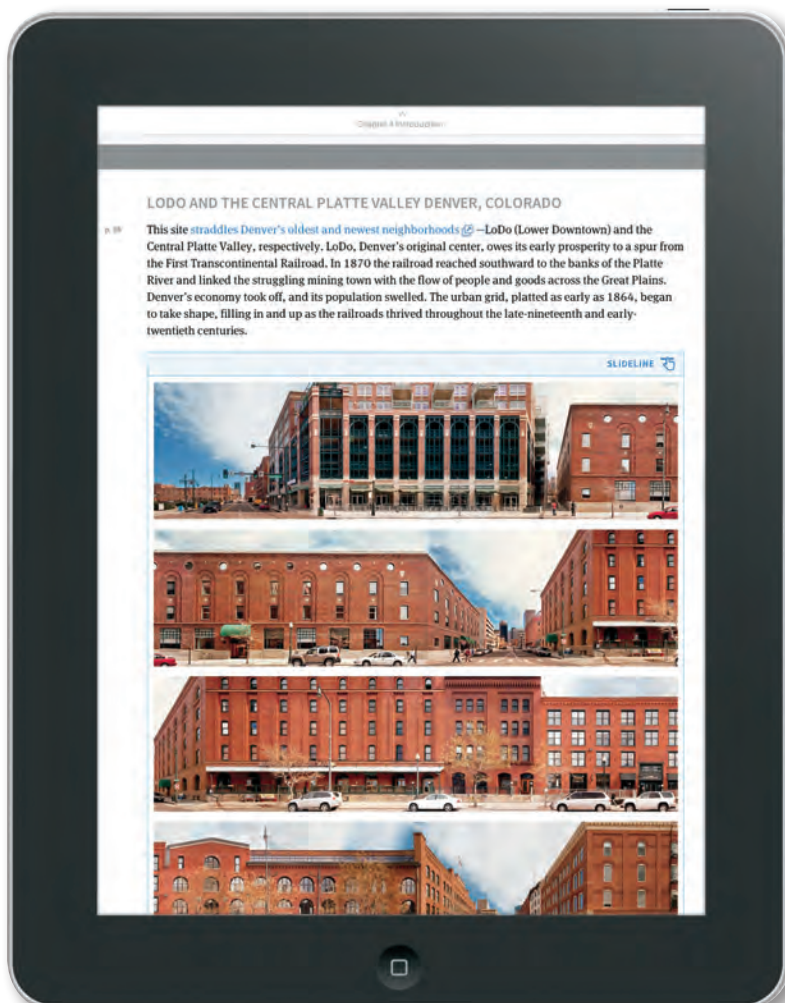 Chapter 4 Introduction
LODO AND THE CENTRAL PLATTE VALLEY DENVER, COLORADO
This site straddles Denver's oldest and newest neighborhoods —LoDo (Lower Downtown) and the
Central Platte Valley, respectively. LoDo, Denver's original center, owes its early prosperity to a spur from
the First Transcontinental Railroad. In 1870 the railroad reached southward to the banks of the Platte
River and linked the struggling mining town with the flow of people and goods across the Great Plains.
Denver's economy took off, and its population swelled. The urban grid, platted as early as 1864, began
to take shape, filling in and up as the railroads thrived throughout the late-nineteenth and early-
twentieth centuries.
SLIDELINE